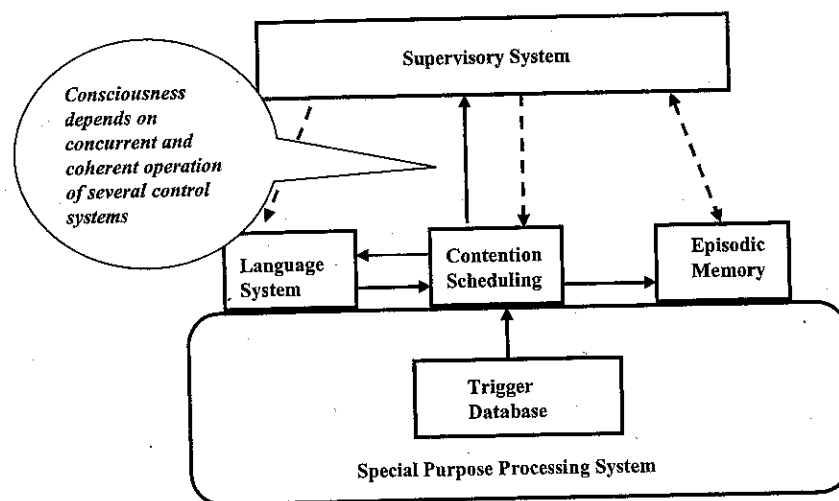 Supervisory System
Consciousness
depends on
concurrent and
coherent operation
of several control
systems
Language
System
Contention
Scheduling
Episodic
Memory
Trigger
Database
Special Purpose Processing System